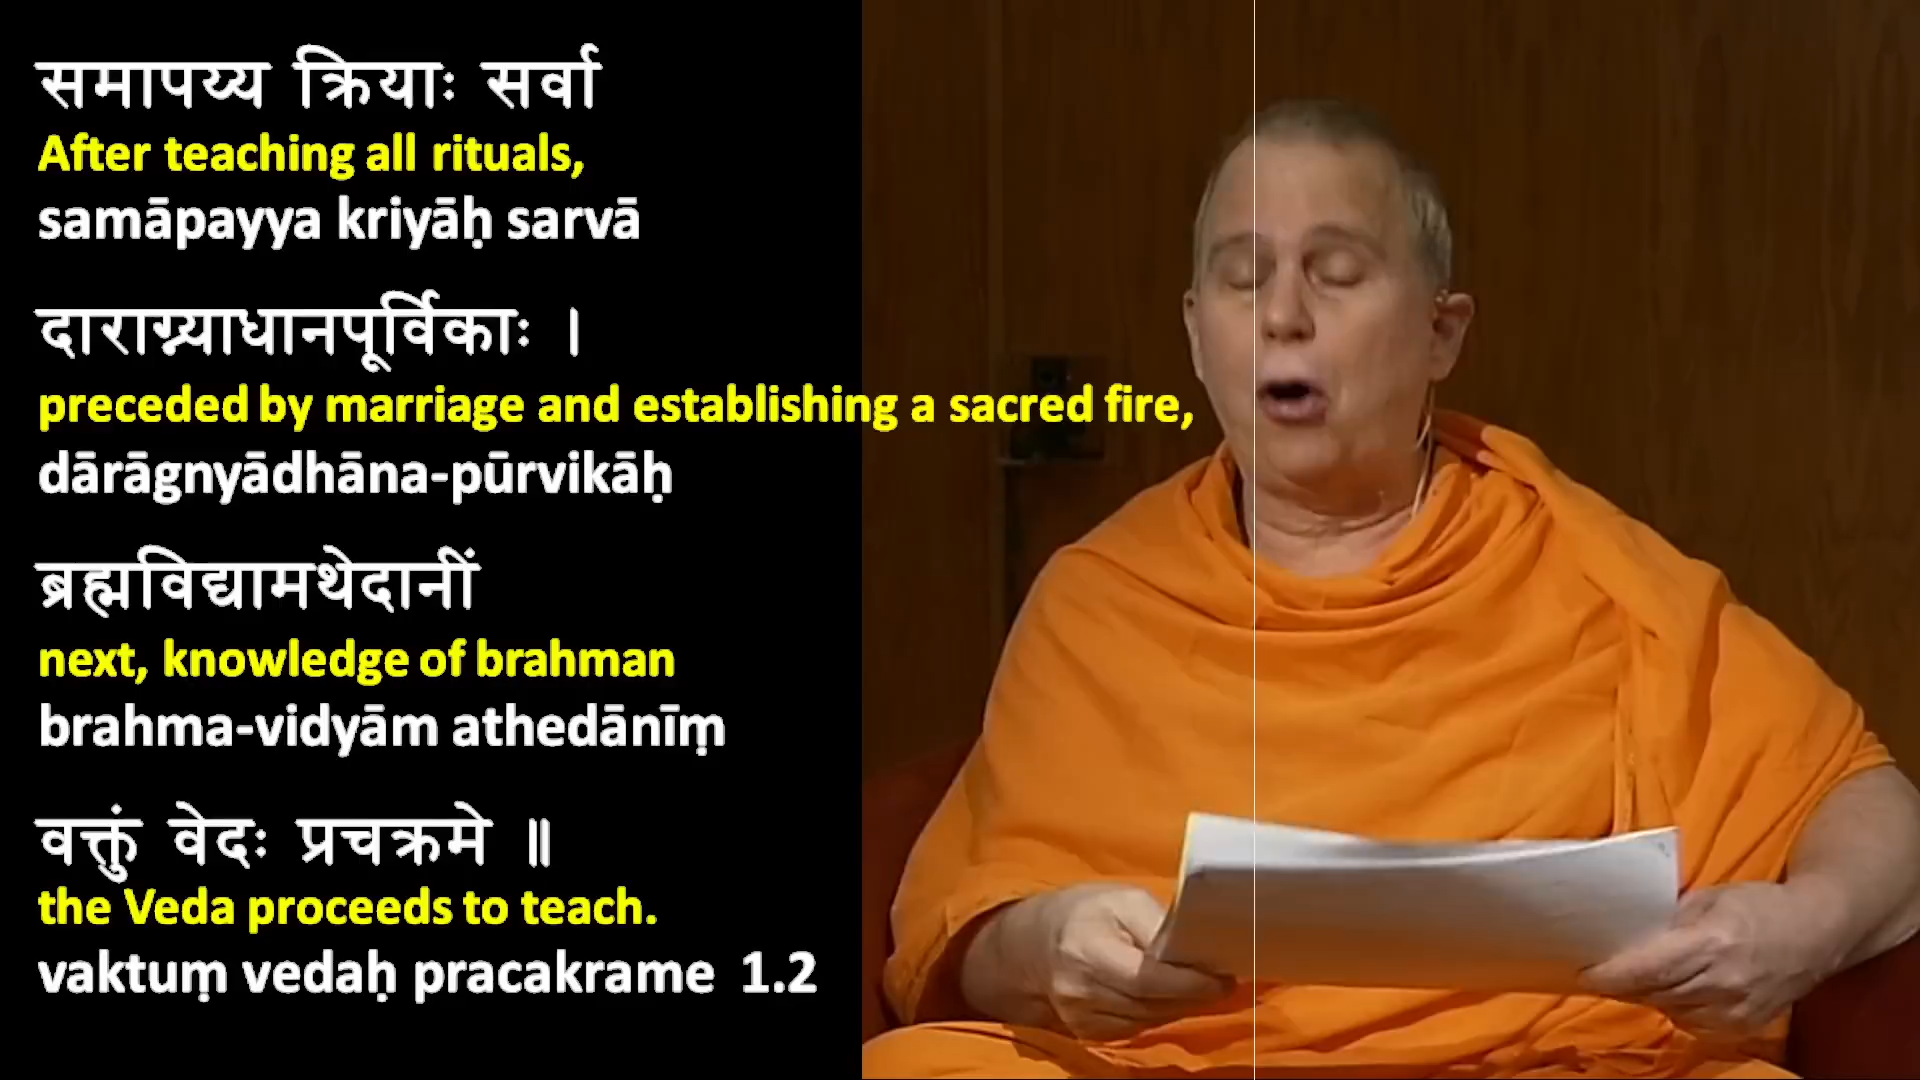 समापय्य क्रियाः सर्वा
After teaching all rituals,
samāpayya kriyāḥ sarvā
दाराग्न्याधानपूर्विकाः ।
preceded by marriage and establishing a sacred fire,
dārāgnyādhāna-pūrvikāḥ
ब्रह्मविद्यामथेदानीं
next, knowledge of brahman
brahma-vidyām athedānīṃ
वक्तुं वेदः प्रचक्रमे ॥
the Veda proceeds to teach.
vaktuṃ vedaḥ pracakrame 1.2